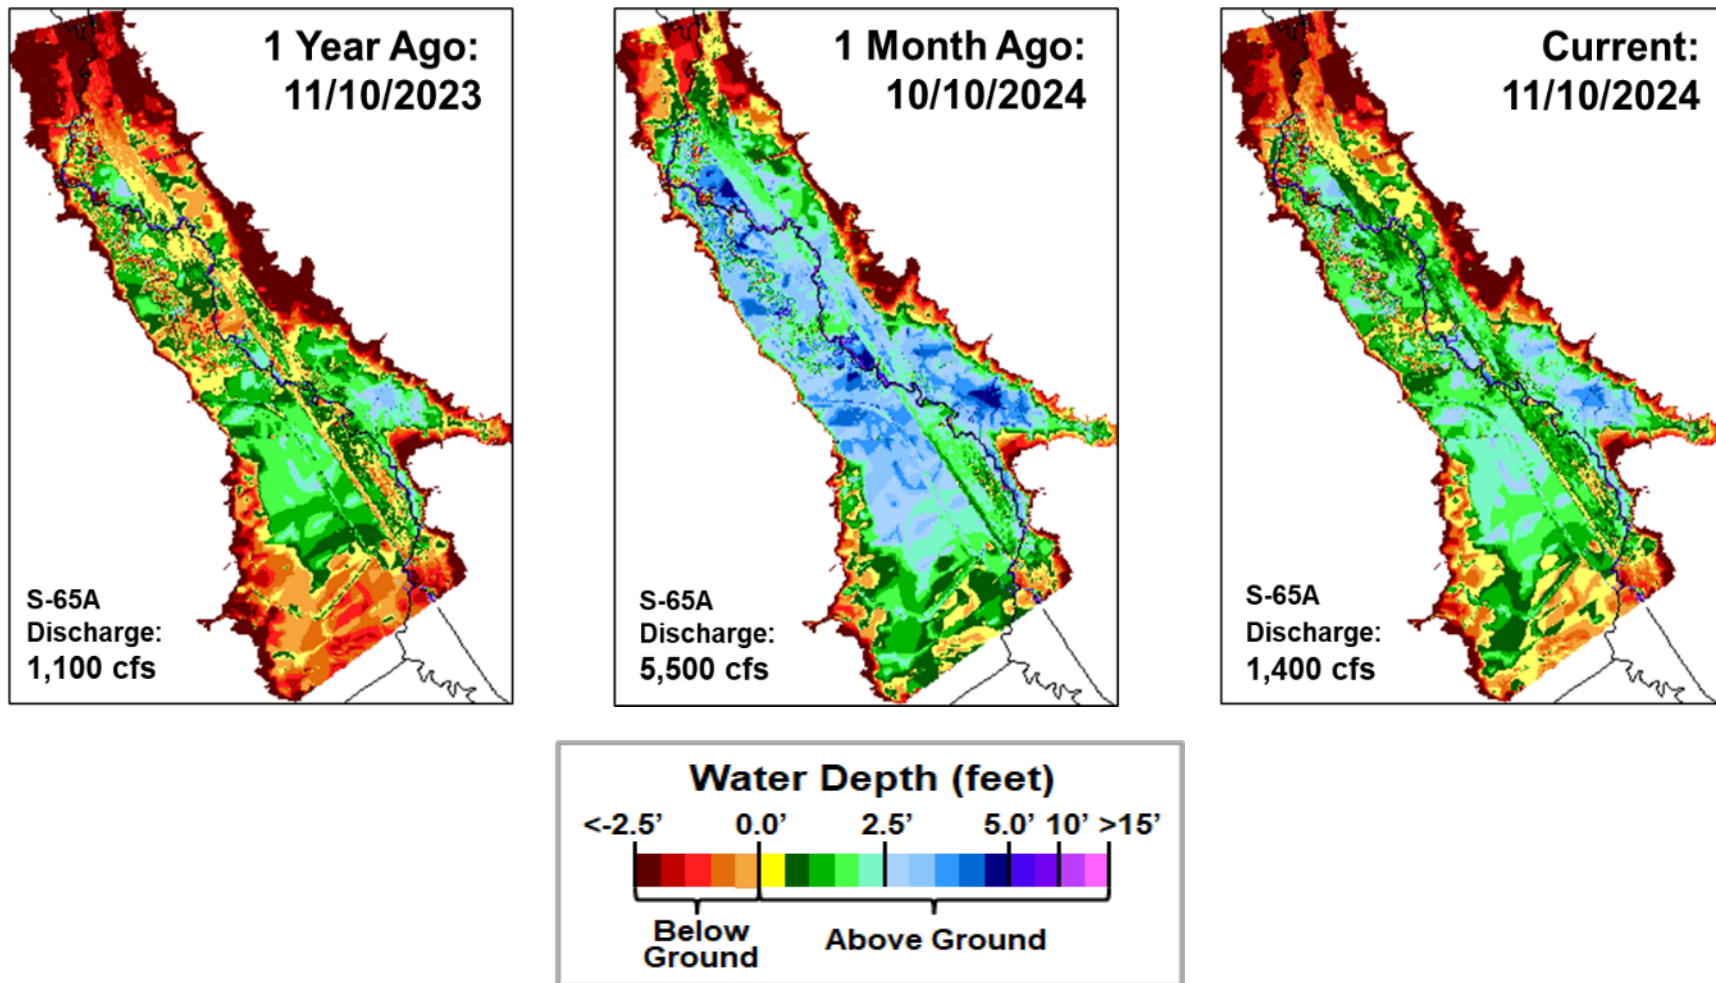 1 Year Ago:
11/10/2023
S-65A
Discharge:
1,100 cfs
1 Month Ago:
10/10/2024
S-65A
Discharge:
5,500 cfs
Current:
11/10/2024
S-65A
Discharge:
1,400 cfs
Water Depth (feet)
<-2.5’ 0.0’ 2.5’ 5.0’ 10’ >15’
Below
Ground
Above Ground